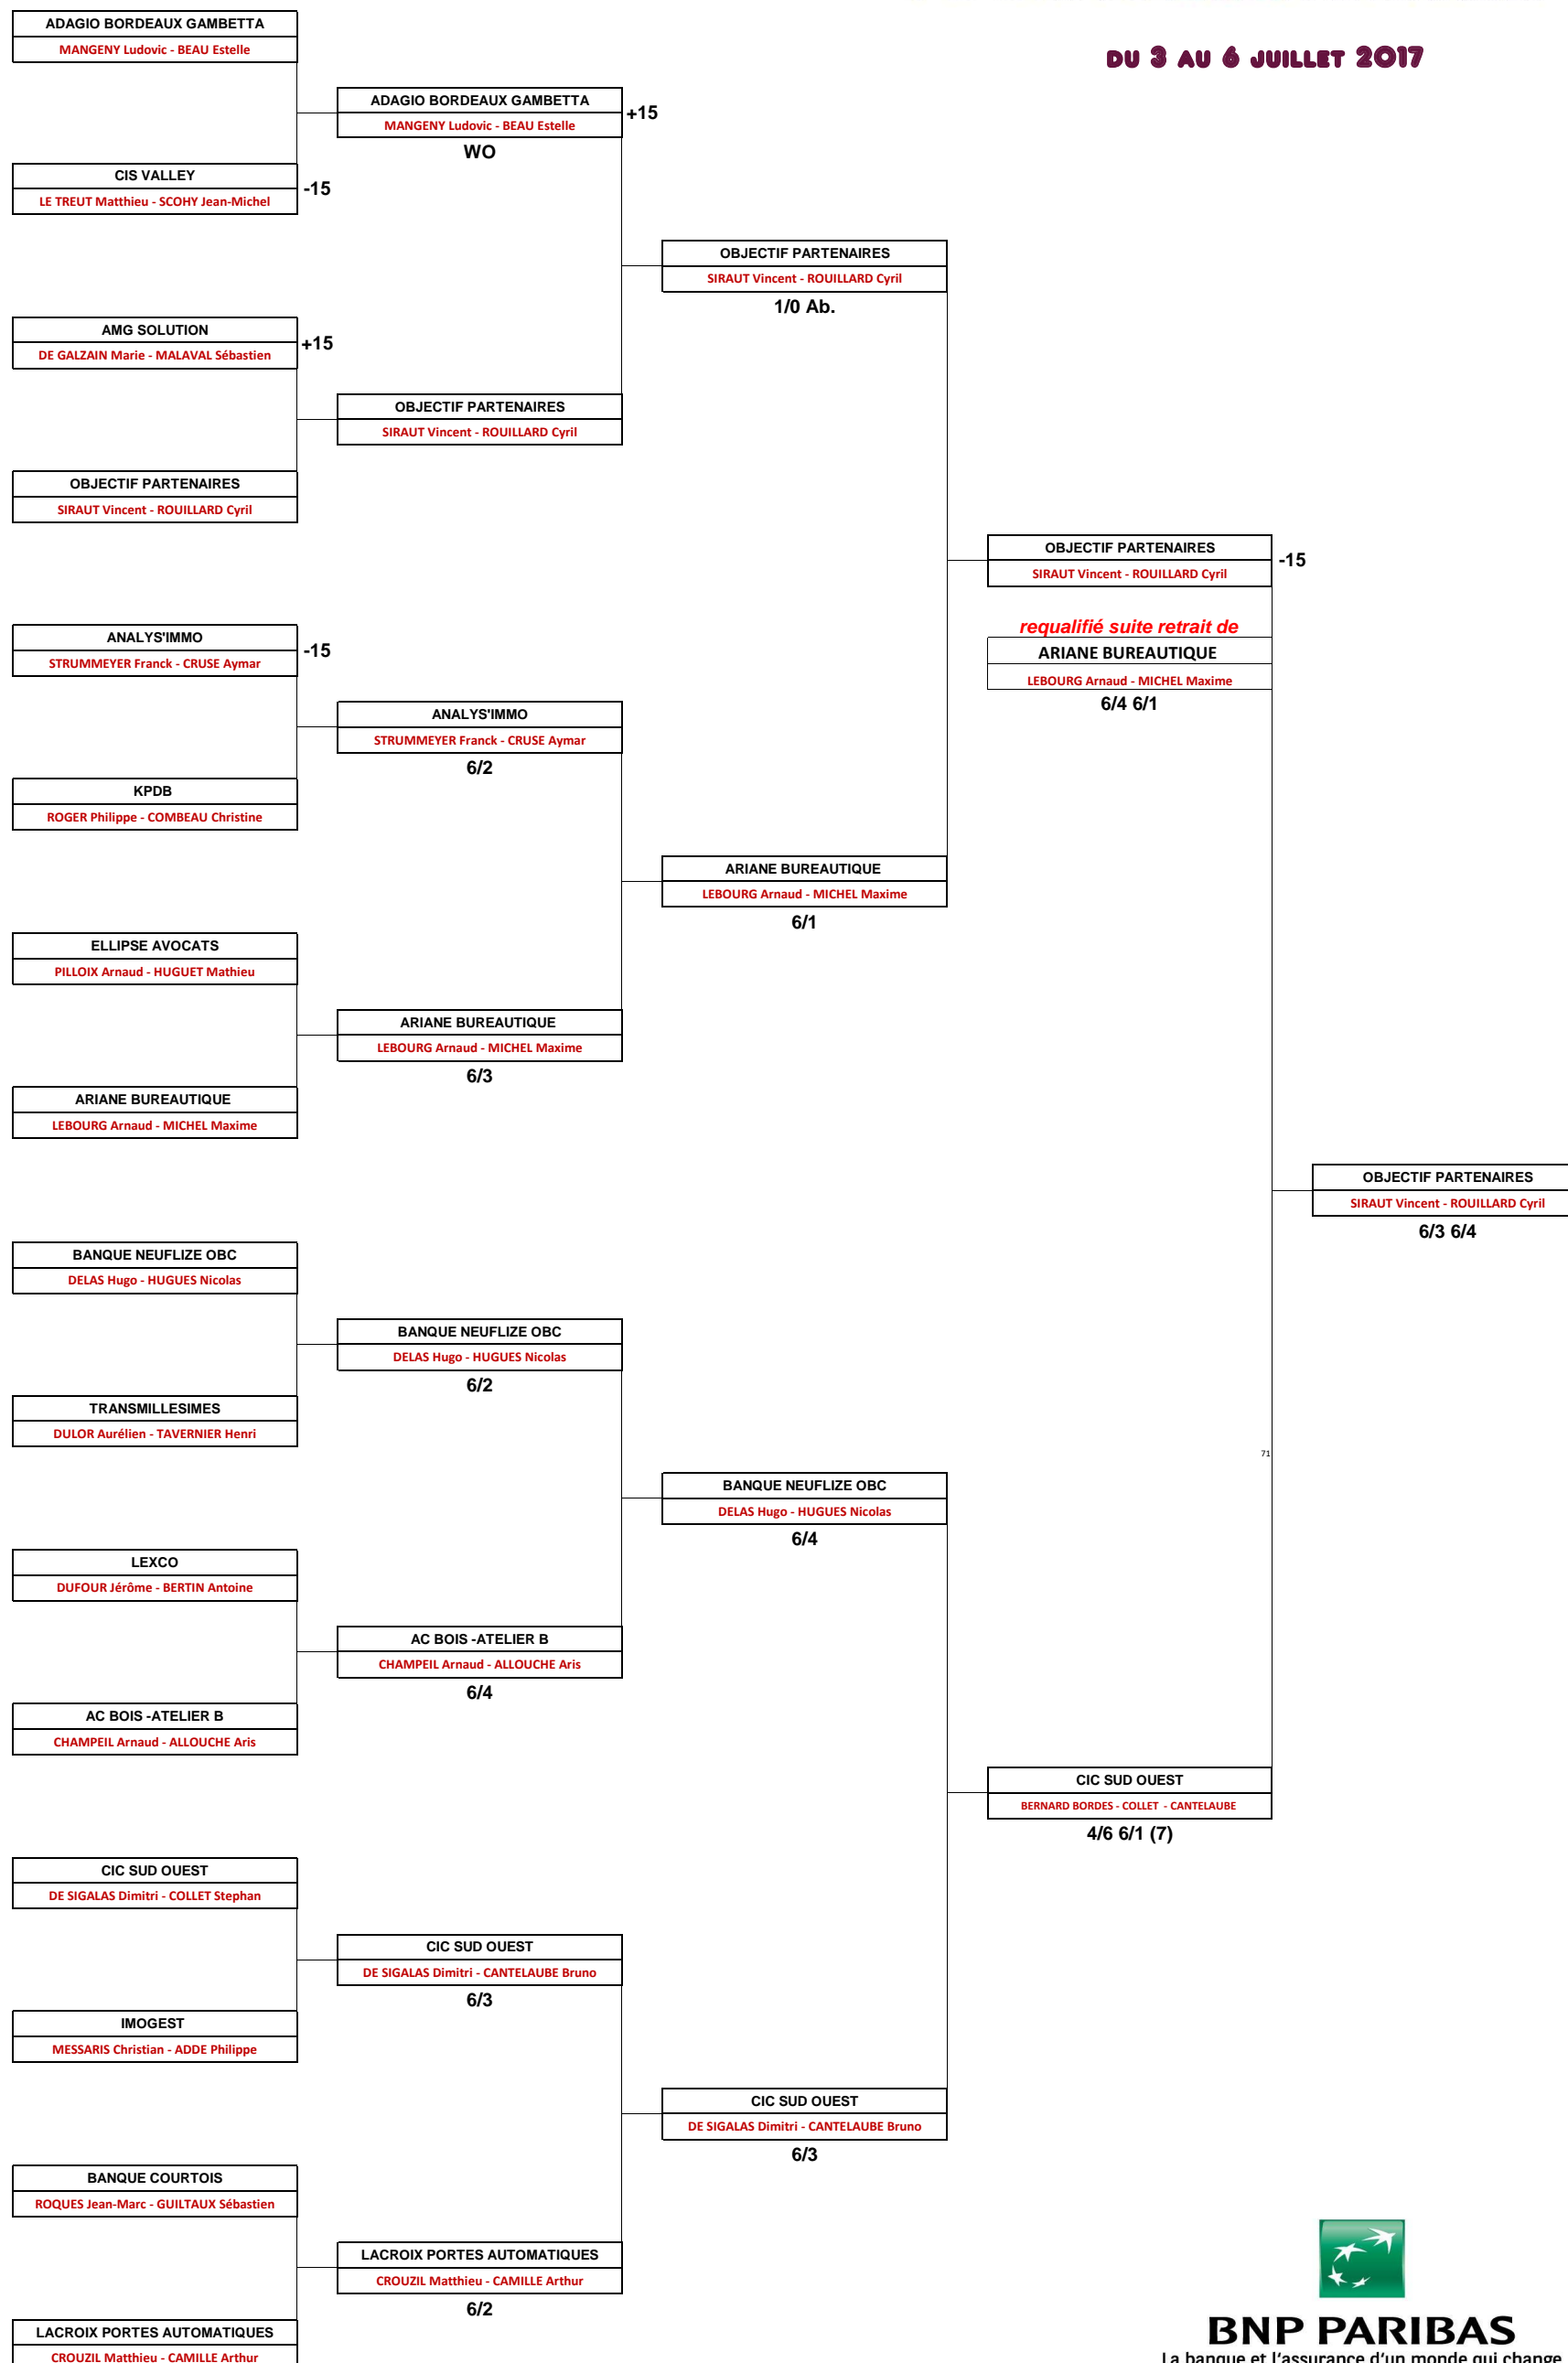 DU 3 AU 6 JUILLET 2017
ADAGIO BORDEAUX GAMBETTA
MANGENY Ludovic - BEAU Estelle
CIS VALLEY
LE TREUT Matthieu - SCOHY Jean-Michel
-15
AMG SOLUTION
DE GALZAIN Marie - MALAVAL Sébastien
+15
OBJECTIF PARTENAIRES
SIRAUT Vincent - ROUILLARD Cyril
ANALYS'IMMO
STRUMMEYER Franck - CRUSE Aymar
-15
KPDB
ROGER Philippe - COMBEAU Christine
ELLIPSE AVOCATS
PILLOIX Arnaud - HUGUET Mathieu
ARIANE BUREAUTIQUE
LEBOURG Arnaud - MICHEL Maxime
BANQUE NEUFLIZE OBC
DELAS Hugo - HUGUES Nicolas
TRANSMILLESIMES
DULOR Aurélien - TAVERNIER Henri
LEXCO
DUFOUR Jérôme - BERTIN Antoine
AC BOIS -ATELIER B
CHAMPEIL Arnaud - ALLOUCHE Aris
CIC SUD OUEST
DE SIGALAS Dimitri - COLLET Stephan
IMOGEST
MESSARIS Christian - ADDE Philippe
BANQUE COURTOIS
ROQUES Jean-Marc - GUILTAUX Sébastien
LACROIX PORTES AUTOMATIQUES
CROUZIL Matthieu - CAMILLE Arthur
ADAGIO BORDEAUX GAMBETTA
MANGENY Ludovic - BEAU Estelle
+15
WO
OBJECTIF PARTENAIRES
SIRAUT Vincent - ROUILLARD Cyril
ANALYS'IMMO
STRUMMEYER Franck - CRUSE Aymar
6/2
ARIANE BUREAUTIQUE
LEBOURG Arnaud - MICHEL Maxime
6/3
BANQUE NEUFLIZE OBC
DELAS Hugo - HUGUES Nicolas
6/2
AC BOIS -ATELIER B
CHAMPEIL Arnaud - ALLOUCHE Aris
6/4
CIC SUD OUEST
DE SIGALAS Dimitri - CANTELAUBE Bruno
6/3
LACROIX PORTES AUTOMATIQUES
CROUZIL Matthieu - CAMILLE Arthur
6/2
OBJECTIF PARTENAIRES
SIRAUT Vincent - ROUILLARD Cyril
1/0 Ab.
ARIANE BUREAUTIQUE
LEBOURG Arnaud - MICHEL Maxime
6/1
BANQUE NEUFLIZE OBC
DELAS Hugo - HUGUES Nicolas
6/4
CIC SUD OUEST
DE SIGALAS Dimitri - CANTELAUBE Bruno
6/3
OBJECTIF PARTENAIRES
SIRAUT Vincent - ROUILLARD Cyril
-15
requalifié suite retrait de
ARIANE BUREAUTIQUE
LEBOURG Arnaud - MICHEL Maxime
6/4 6/1
71
CIC SUD OUEST
BERNARD BORDES - COLLET - CANTELAUBE
4/6 6/1 (7)
OBJECTIF PARTENAIRES
SIRAUT Vincent - ROUILLARD Cyril
6/3 6/4
BNP PARIBAS
La banque et l'assurance d'un monde qui change